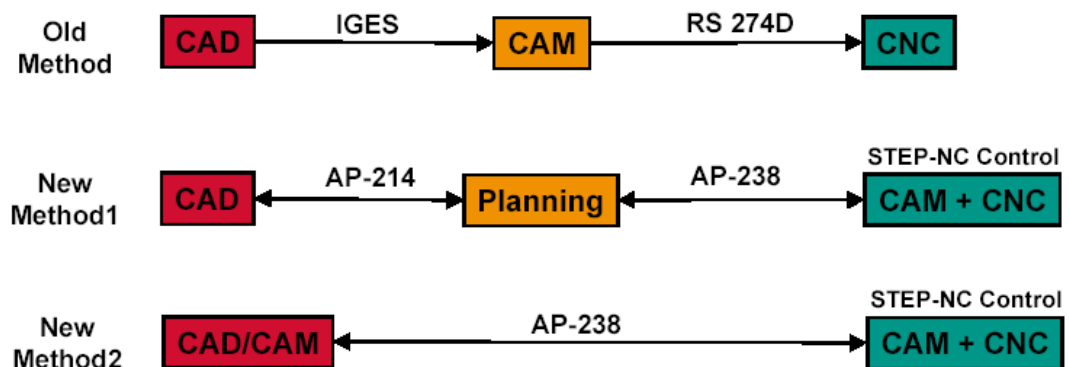 Old
Method
CAD
IGES
CAM
RS 274D
CNC
New
Method1
CAD
AP-214
Planning
AP-238
STEP-NC Control
CAM + CNC
New
Method2
CAD/CAM
AP-238
STEP-NC Control
CAM + CNC